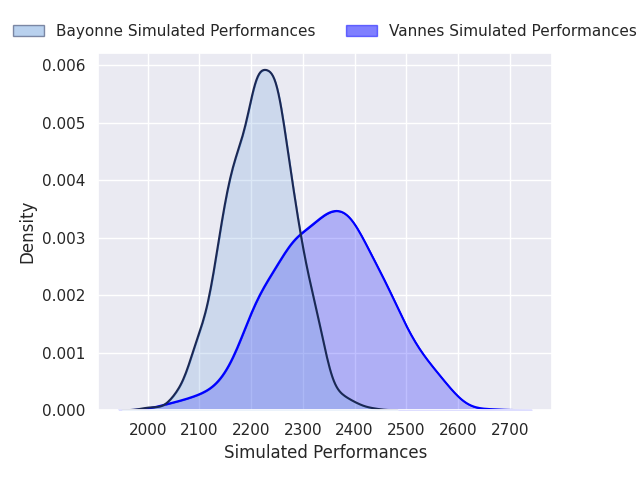 Bayonne Simulated Performances
Vannes Simulated Performances
0.006
0.005
0.004
0.003
0.002
0.001
0.000
Density
2000 2100 2200 2300 2400 2500 2600 2700
Simulated Performances